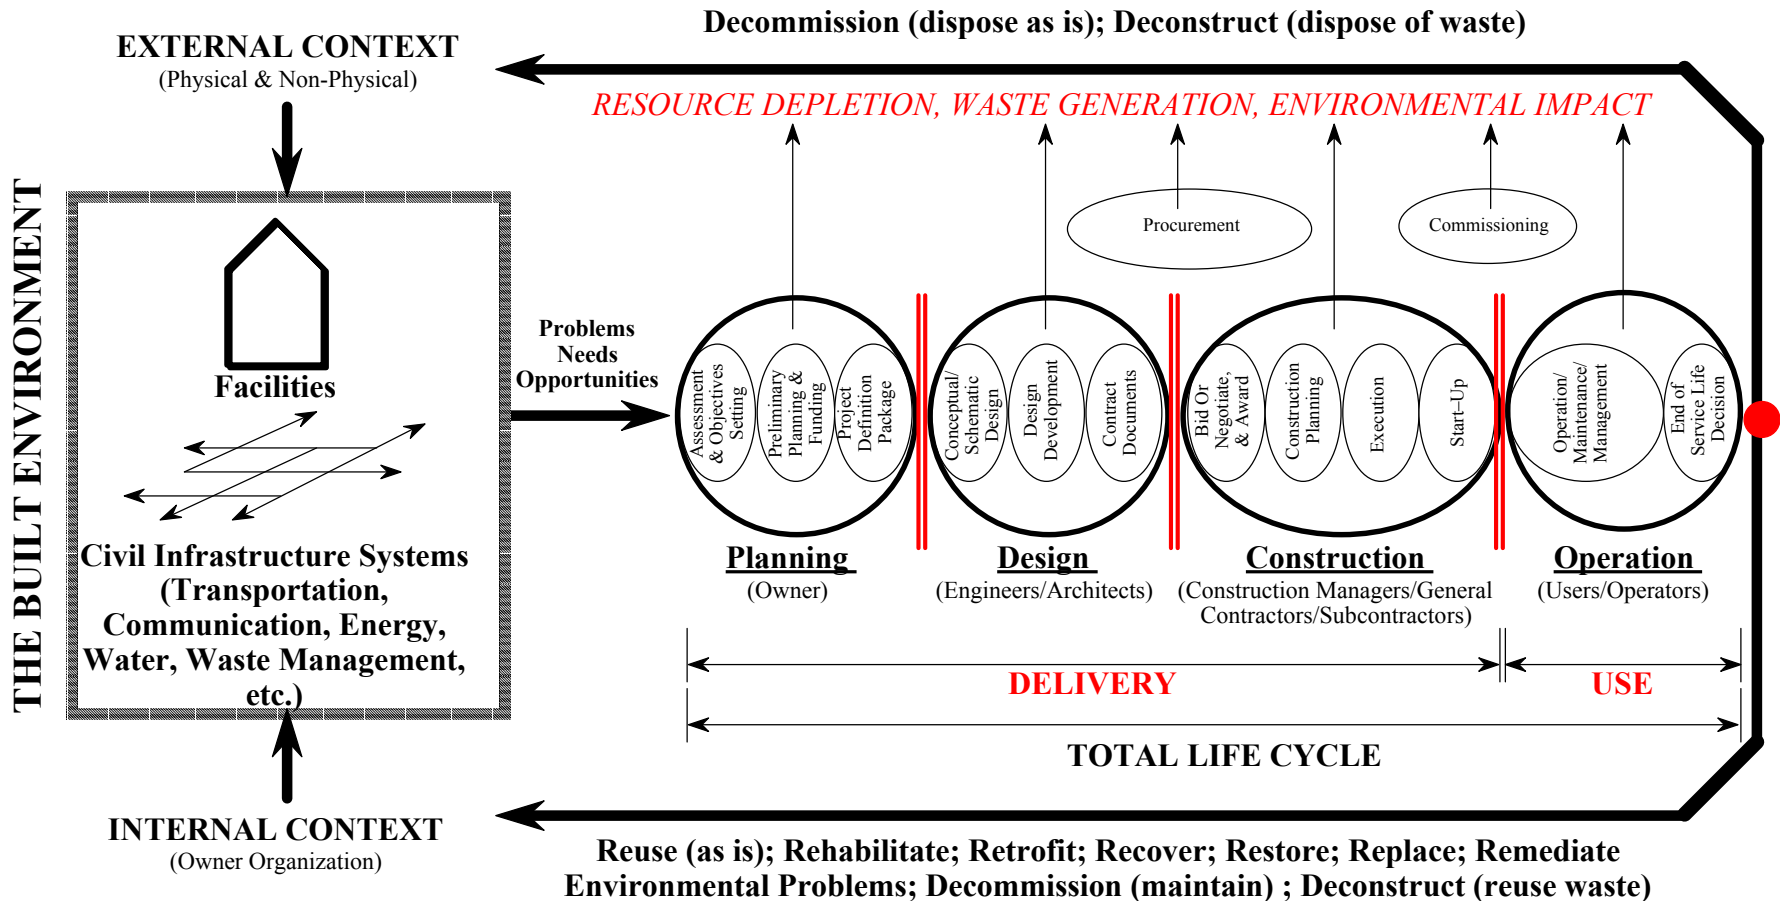 Decommission (dispose as is); Deconstruct (dispose of waste)
EXTERNAL CONTEXT
(Physical & Non-Physical)
RESOURCE DEPLETION, WASTE GENERATION, ENVIRONMENTAL IMPACT
THE BUILT ENVIRONMENT
Facilities
Civil Infrastructure Systems
(Transportation,
Communication, Energy,
Water, Waste Management,
etc.)
INTERNAL CONTEXT
(Owner Organization)
Problems
Needs
Opportunities
Procurement
Commissioning
Assessment
& Objectives
Setting
Preliminary
Planning &
Funding
Project
Definition
Package
Conceptual/
Schematic
Design
Design
Development
Contract
Documents
Bid Or
Negotiate,
& Award
Construction
Planning
Execution
Start–Up
Operation/
Maintenance/
Management
End of
Service Life
Decision
Planning
(Owner)
Design
(Engineers/Architects)
Construction
(Construction Managers/General
Contractors/Subcontractors)
Operation
(Users/Operators)
DELIVERY
USE
TOTAL LIFE CYCLE
Reuse (as is); Rehabilitate; Retrofit; Recover; Restore; Replace; Remediate
Environmental Problems; Decommission (maintain) ; Deconstruct (reuse waste)